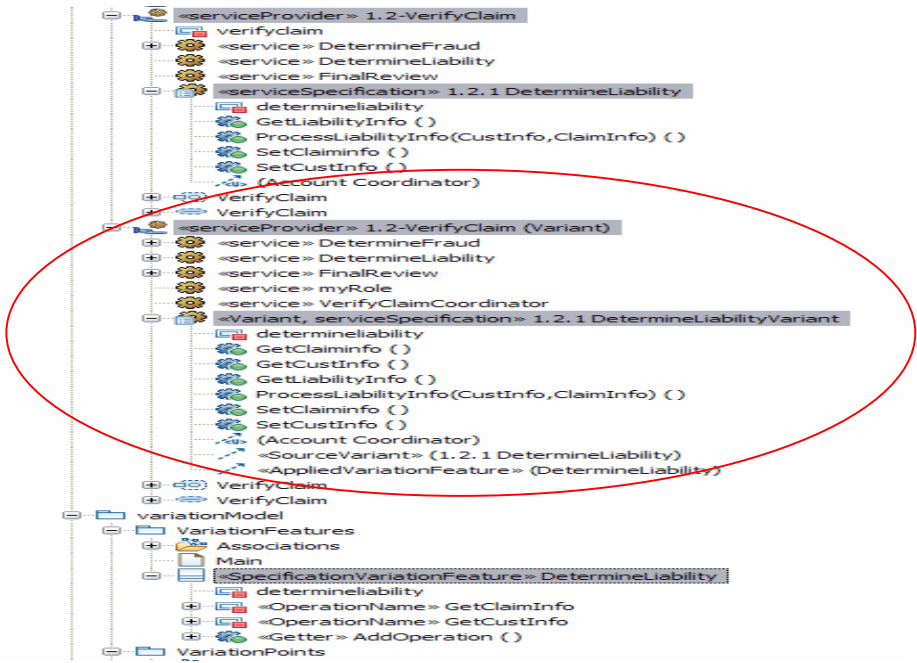 «serviceProvider» 1.2-VerifyClaim
verifyclaim
«service» DetermineFraud
«service» DetermineLiability
«service» FinalReview
«serviceSpecification» 1.2.1 DetermineLiability
determineliability
GetLiabilityInfo ( )
ProcessLiabilityInfo(CustInfo,ClaimInfo) ( )
SetClaiminfo ( )
SetCustInfo ( )
(Account Coordinator)
VerifyClaim
VerifyClaim
«serviceProvider» 1.2-VerifyClaim (Variant)
«service» DetermineFraud
«service» DetermineLiability
«service» FinalReview
«service» myRole
«service» VerifyClaimCoordinator
«Variant, serviceSpecification» 1.2.1 DetermineLiabilityVariant
determineliability
GetClaiminfo ( )
GetCustInfo ( )
GetLiabilityInfo ( )
ProcessLiabilityInfo(CustInfo,ClaimInfo) ( )
SetClaiminfo ( )
SetCustInfo ( )
(Account Coordinator)
«SourceVariant» (1.2.1 DetermineLiability)
«AppliedVariationFeature» (DetermineLiability)
VerifyClaim
VerifyClaim
variationModel
VariationFeatures
Associations
Main
«SpecificationVariationFeature» DetermineLiability
determineliability
«OperationName» GetClaimInfo
«OperationName» GetCustInfo
«Getter» AddOperation ( )
VariationPoints